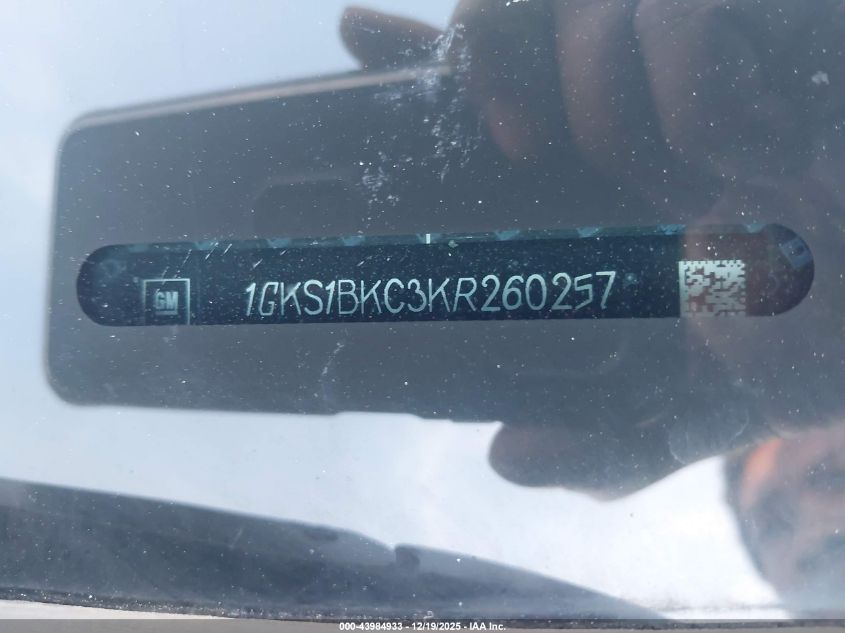 GM
1GKS1BKC3KR260257
000-43984933 - 12/19/2025 - IAA Inc.